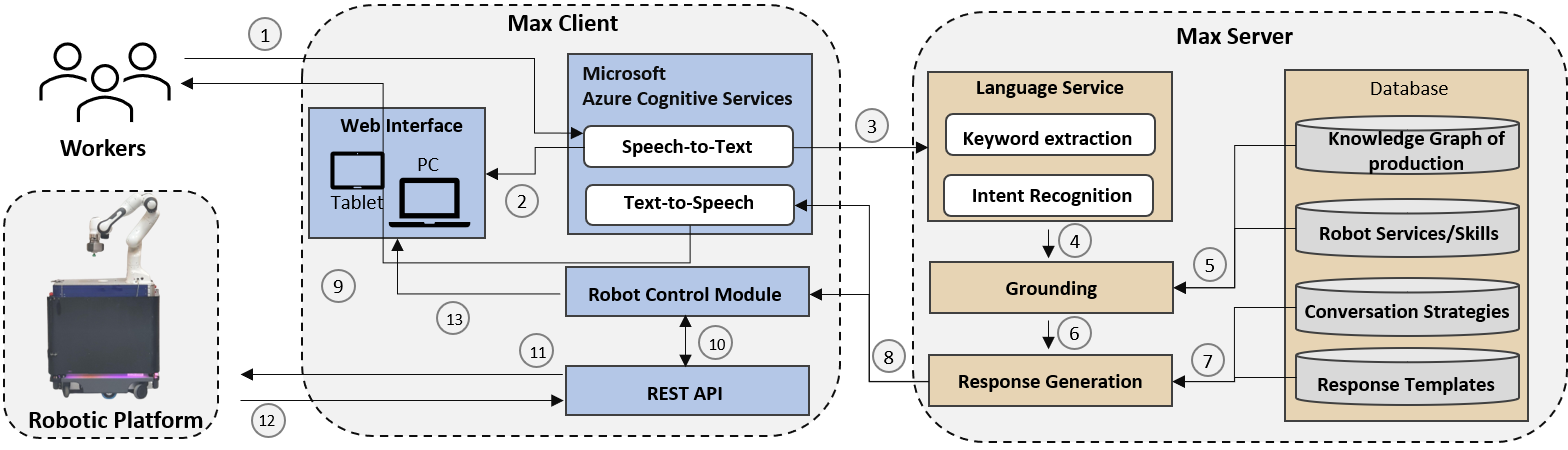 Max Client
Max Server
1
Workers
Microsoft
Azure Cognitive Services
Speech-to-Text
Text-to-Speech
Web Interface
PC
Tablet
2
3
Language Service
Keyword extraction
Intent Recognition
Database
Knowledge Graph of
production
Robot Services/Skills
Conversation Strategies
Response Templates
4
5
Grounding
6
7
Response Generation
8
9
Robot Control Module
13
10
11
REST API
12
Robotic Platform